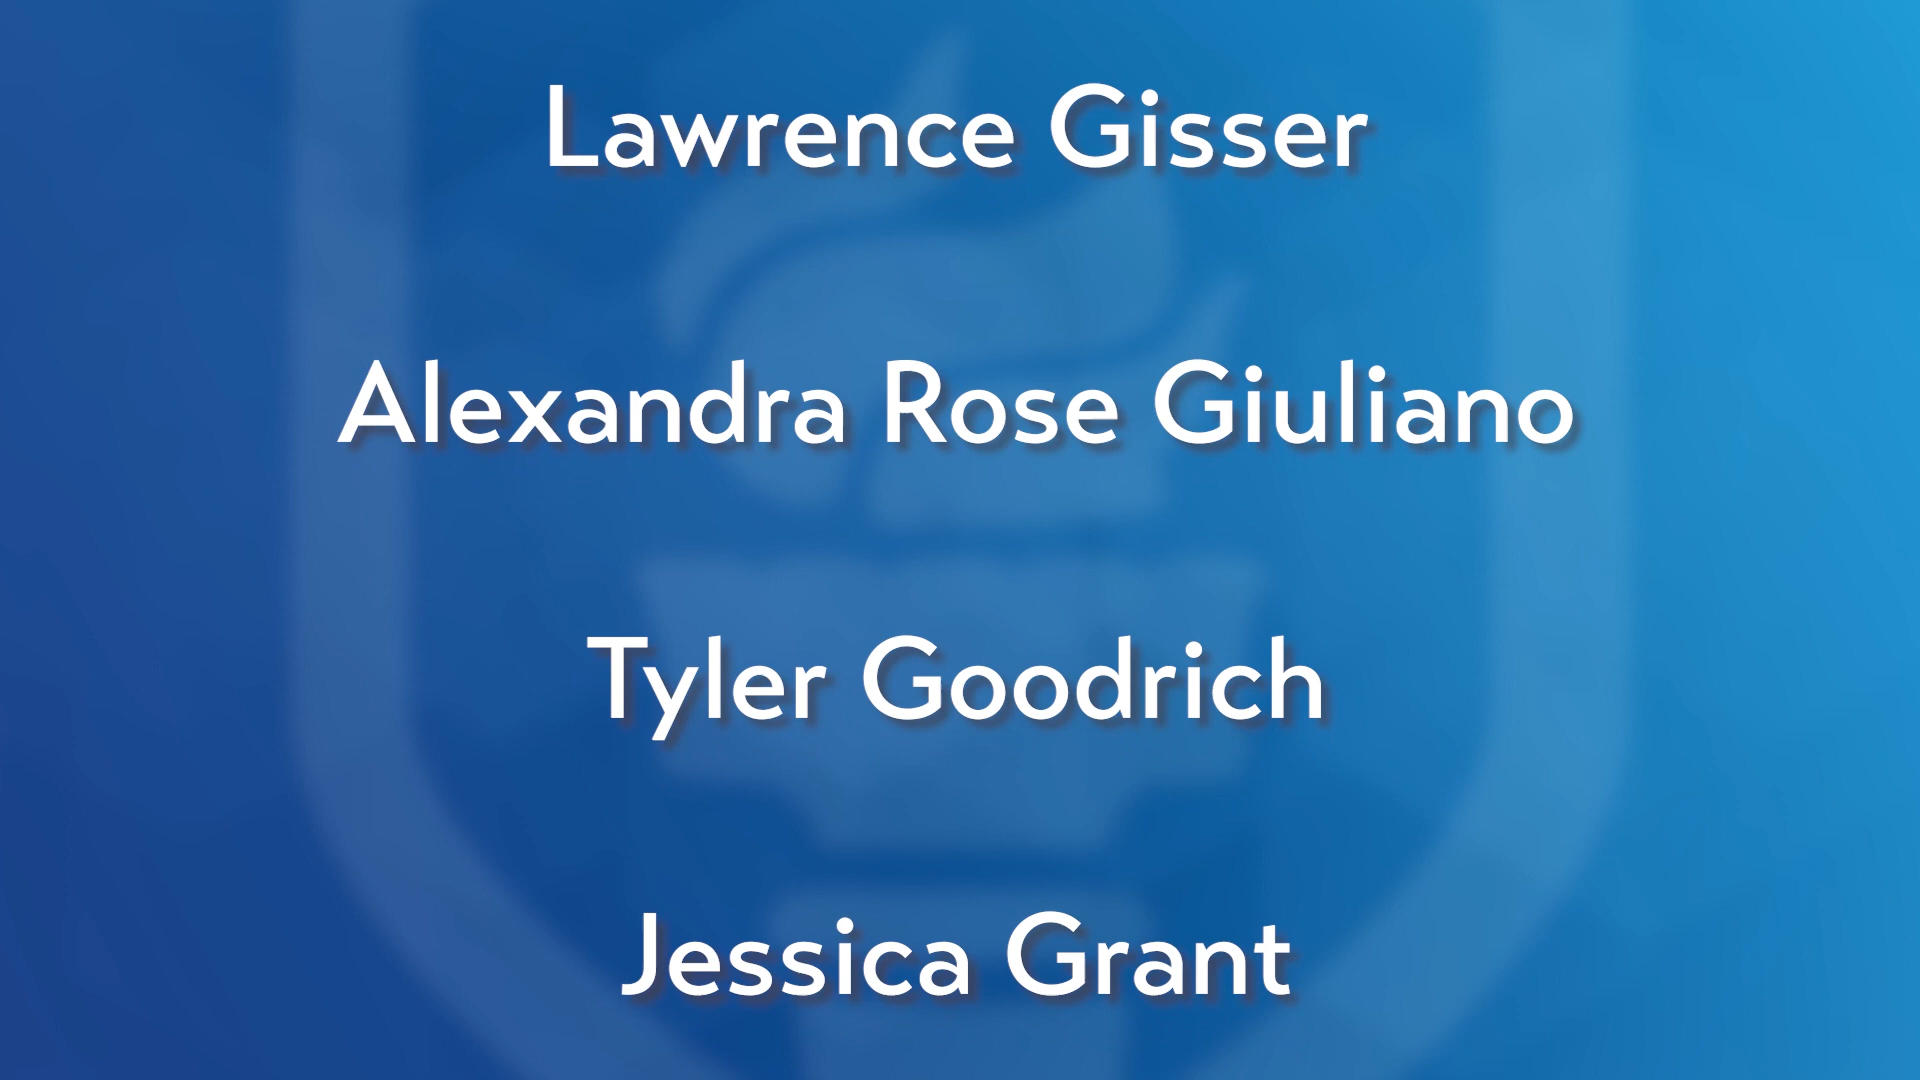 Lawrence Gisser
Alexandra Rose Giuliano
Tyler Goodrich
Jessica Grant